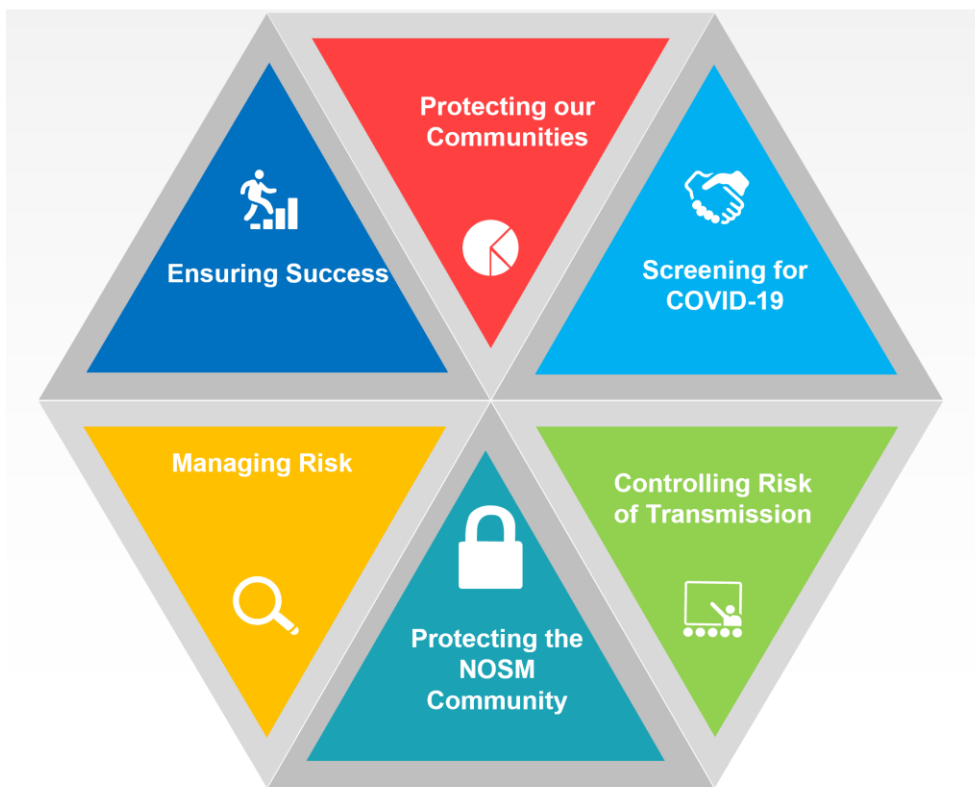 Protecting our
Communities
Ensuring Success
Screening for
COVID-19
Managing Risk
Controlling Risk
of Transmission
Protecting the
NOSM
Community